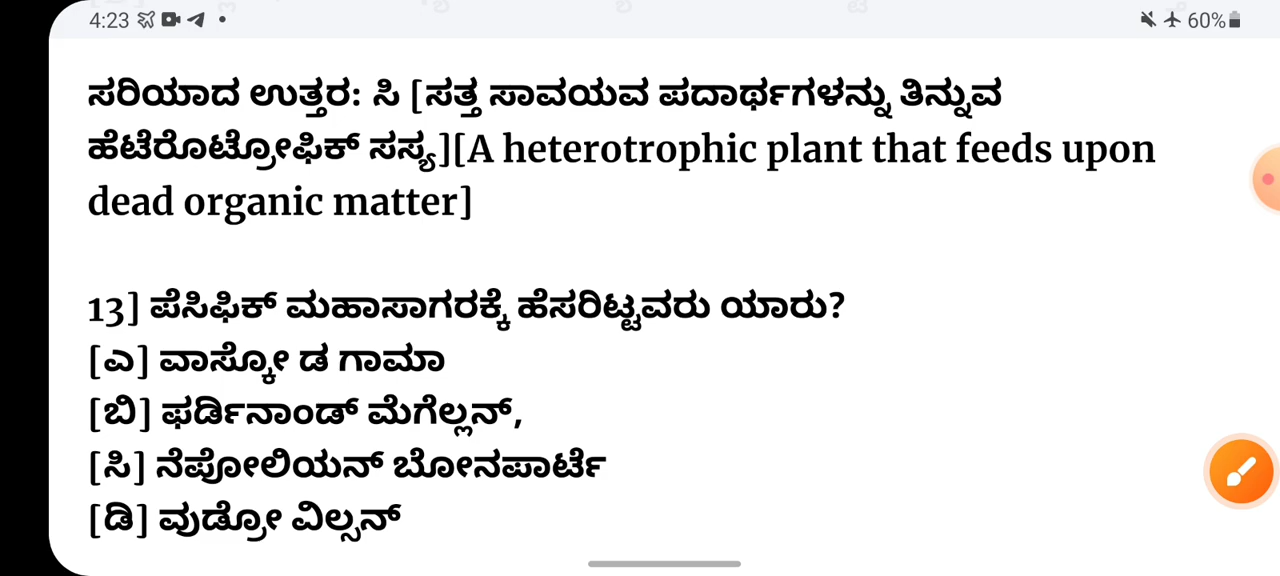 4:23
60%
ಸರಿಯಾದ ಉತ್ತರ: ಸಿ [ಸತ್ತ ಸಾವಯವ ಪದಾರ್ಥಗಳನ್ನು ತಿನ್ನುವ
ಹೆಟೆರೊಟ್ರೋಫಿಕ್ ಸಸ್ಯ][A heterotrophic plant that feeds upon
dead organic matter]
13] ಪೆಸಿಫಿಕ್ ಮಹಾಸಾಗರಕ್ಕೆ ಹೆಸರಿಟ್ಟವರು ಯಾರು?
[ಎ] ವಾಸ್ಕೋ ಡ ಗಾಮಾ
[ಬಿ] ಫರ್ಡಿನಾಂಡ್ ಮೆಗೆಲ್ಲನ್,
[ಸಿ] ನೆಪೋಲಿಯನ್ ಬೋನಪಾರ್ಟೆ
[ಡಿ] ವುಡ್ರೋ ವಿಲ್ಸನ್